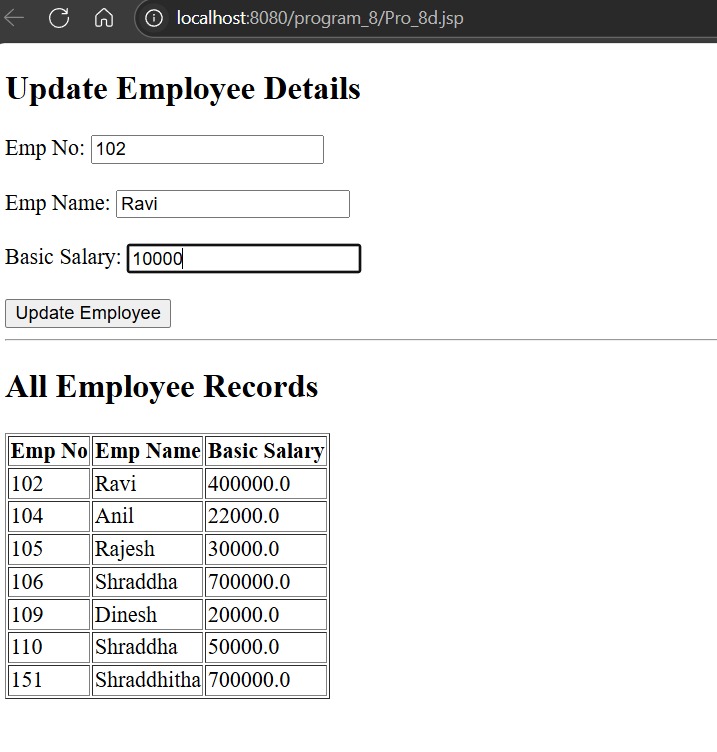 localhost:8080/program_8/Pro_8d.jsp
Update Employee Details
Emp No: 102
Emp Name: Ravi
Basic Salary: 10000
Update Employee
All Employee Records
Emp No Emp Name Basic Salary
102 Ravi 400000.0
104 Anil 22000.0
105 Rajesh 30000.0
106 Shraddha 700000.0
109 Dinesh 20000.0
110 Shraddha 50000.0
151 Shraddhitha 700000.0